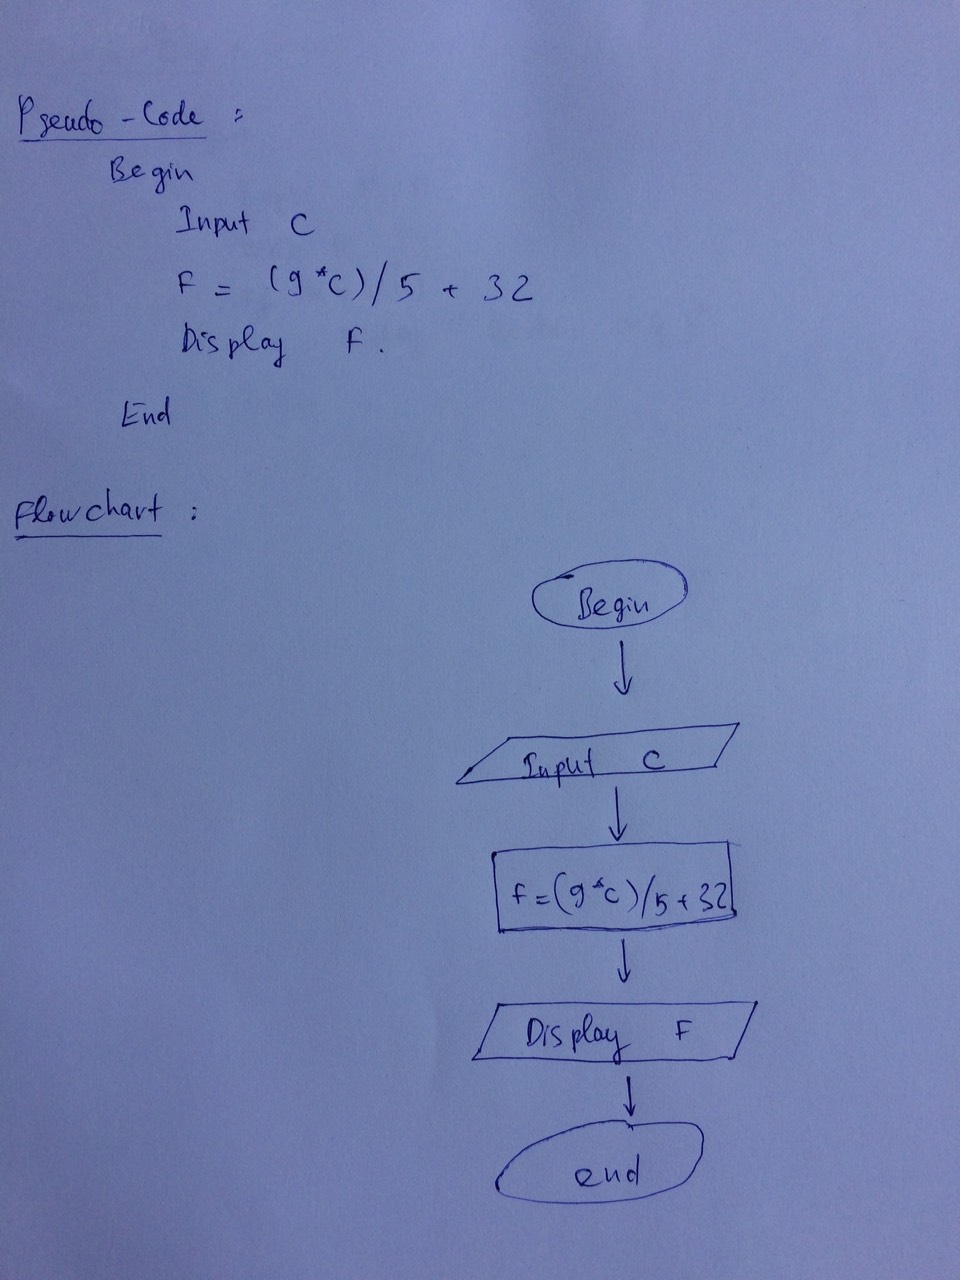 Pseudo - Code :
Begin
Input C
F = (9*C)/5 + 32
Display F.
End
Flowchart :
Begin
Input C
F=(9*C)/5+32
Display F
end